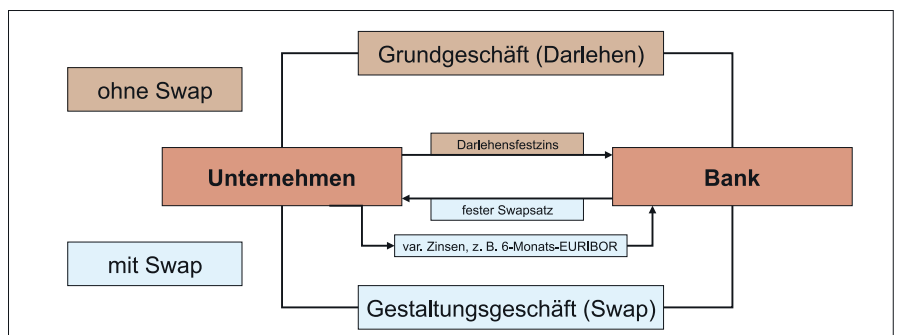 Grundgeschäft (Darlehen)
ohne Swap
Darlehensfestzins
Unternehmen
Bank
fester Swapsatz
var. Zinsen, z. B. 6-Monats-EURIBOR
mit Swap
Gestaltungsgeschäft (Swap)